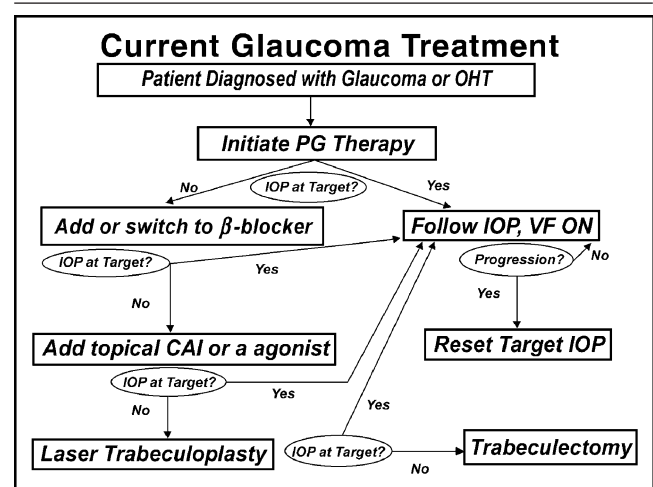 Current Glaucoma Treatment
Patient Diagnosed with Glaucoma or OHT
Initiate PG Therapy
No
IOP at Target?
Yes
Add or switch to β-blocker
Follow IOP, VF ON
IOP at Target?
Yes
Progression?
No
No
Yes
Add topical CAI or a agonist
Reset Target IOP
IOP at Target?
Yes
No
Yes
Laser Trabeculoplasty
IOP at Target?
No
Trabeculectomy